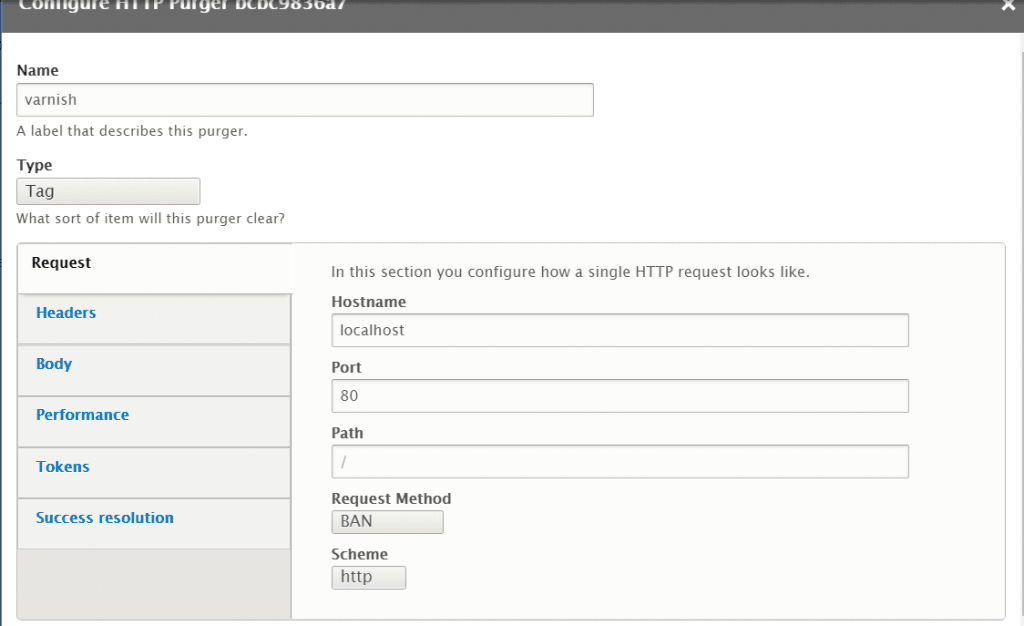 Configure HTTP Purger bcbc9836a7
Name
varnish
A label that describes this purger.
Type
Tag
What sort of item will this purger clear?
Request
Headers
Body
Performance
Tokens
Success resolution
In this section you configure how a single HTTP request looks like.
Hostname
localhost
Port
80
Path
/
Request Method
BAN
Scheme
http